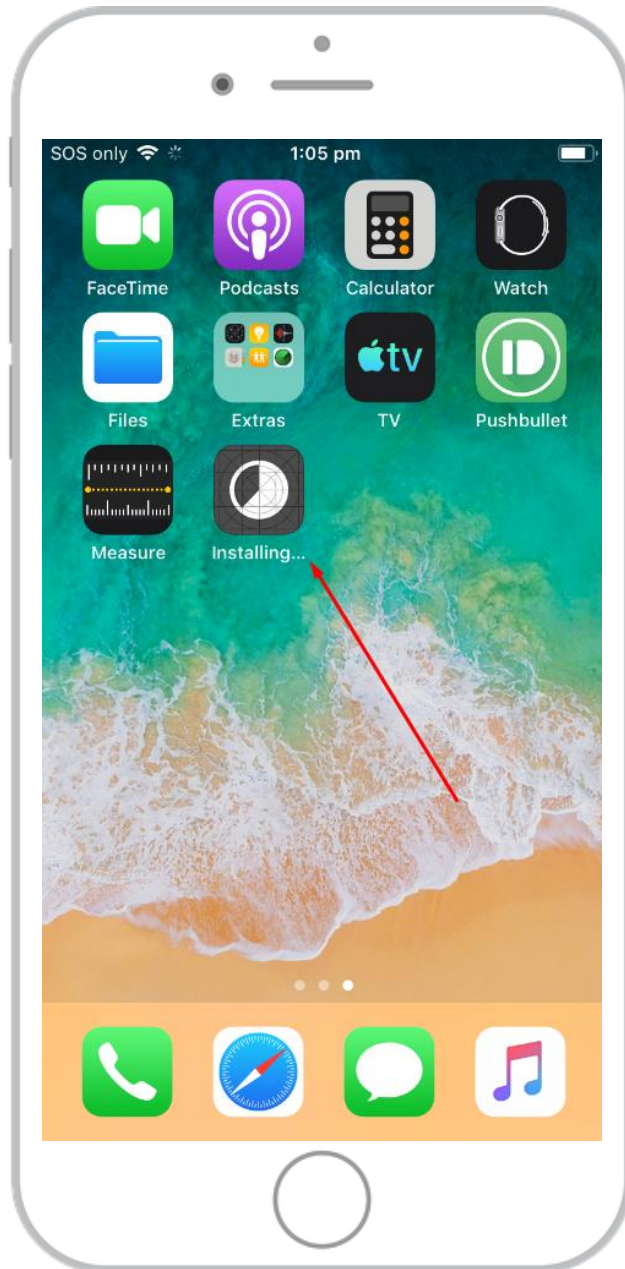 SOS only 1:05 pm
FaceTime Podcasts Calculator Watch
tv
Files Extras TV Pushbullet
Measure Installing...